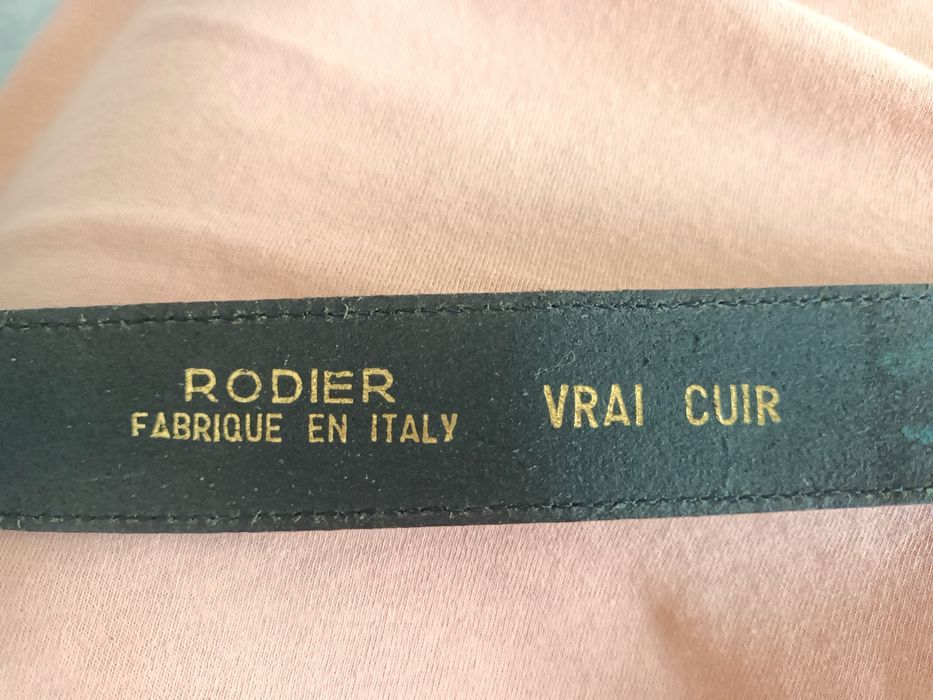 RODIER
FABRIQUE EN ITALY
VRAI CUIR